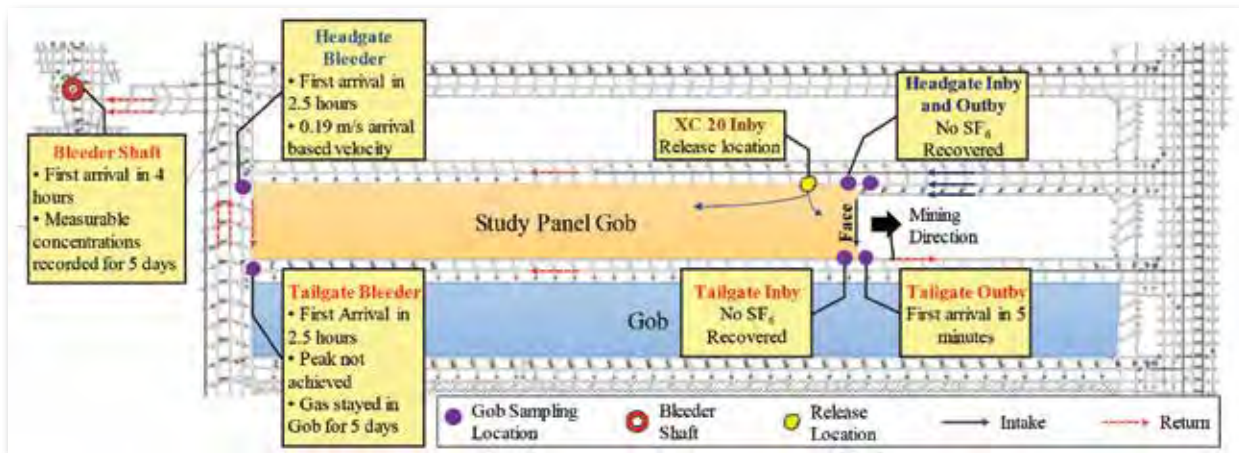 Headgate
Bleeder
• First arrival in
2.5 hours
• 0.19 m/s arrival
based velocity
Bleeder Shaft
• First arrival in 4
hours
• Measurable
concentrations
recorded for 5 days
XC 20 Inby
Release location
Headgate Inby
and Outby
No SF6
Recovered
Study Panel Gob
Face
Mining
Direction
Tailgate Bleeder
• First Arrival in
2.5 hours
• Peak not
achieved
• Gas stayed in
Gob for 5 days
Gob
Tailgate Inby
No SF6
Recovered
Tailgate Outby
First arrival in 5
minutes
Gob Sampling
Location
Bleeder
Shaft
Release
Location
Intake
Return